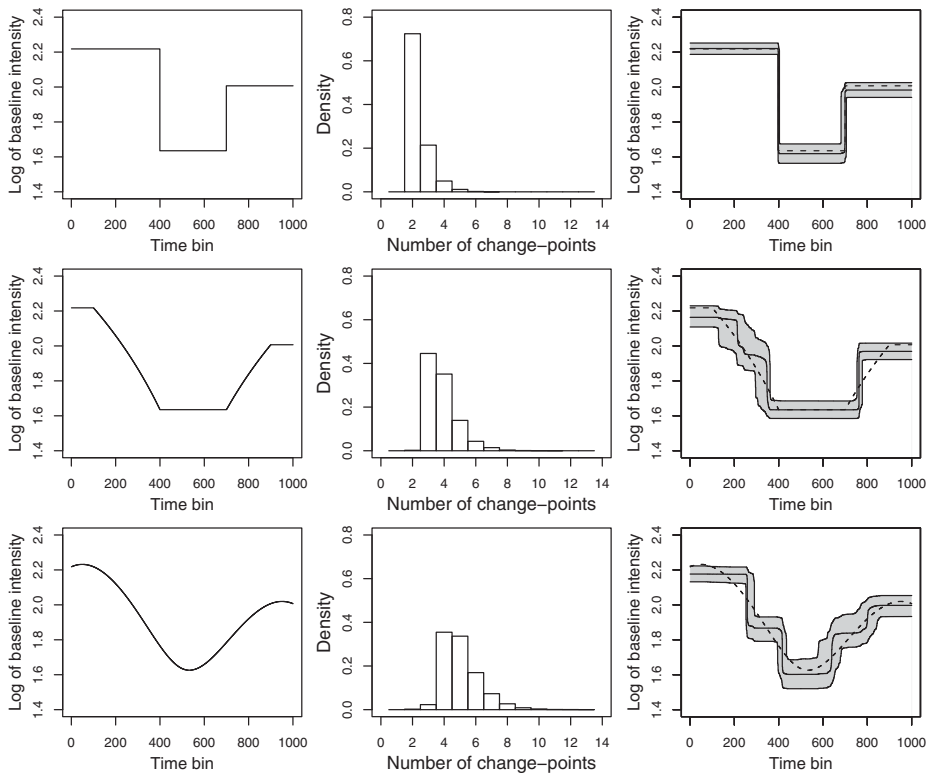 Log of baseline intensity
1.4 1.6 1.8 2.0 2.2 2.4
0 200 400 600 800 1000
Time bin
Density
0.0 0.2 0.4 0.6 0.8
0 2 4 6 8 10 12 14
Number of change−points
Log of baseline intensity
1.4 1.6 1.8 2.0 2.2 2.4
0 200 400 600 800 1000
Time bin
Log of baseline intensity
1.4 1.6 1.8 2.0 2.2 2.4
0 200 400 600 800 1000
Time bin
Density
0.0 0.2 0.4 0.6 0.8
0 2 4 6 8 10 12 14
Number of change−points
Log of baseline intensity
1.4 1.6 1.8 2.0 2.2 2.4
0 200 400 600 800 1000
Time bin
Log of baseline intensity
1.4 1.6 1.8 2.0 2.2 2.4
0 200 400 600 800 1000
Time bin
Density
0.0 0.2 0.4 0.6 0.8
0 2 4 6 8 10 12 14
Number of change−points
Log of baseline intensity
1.4 1.6 1.8 2.0 2.2 2.4
0 200 400 600 800 1000
Time bin